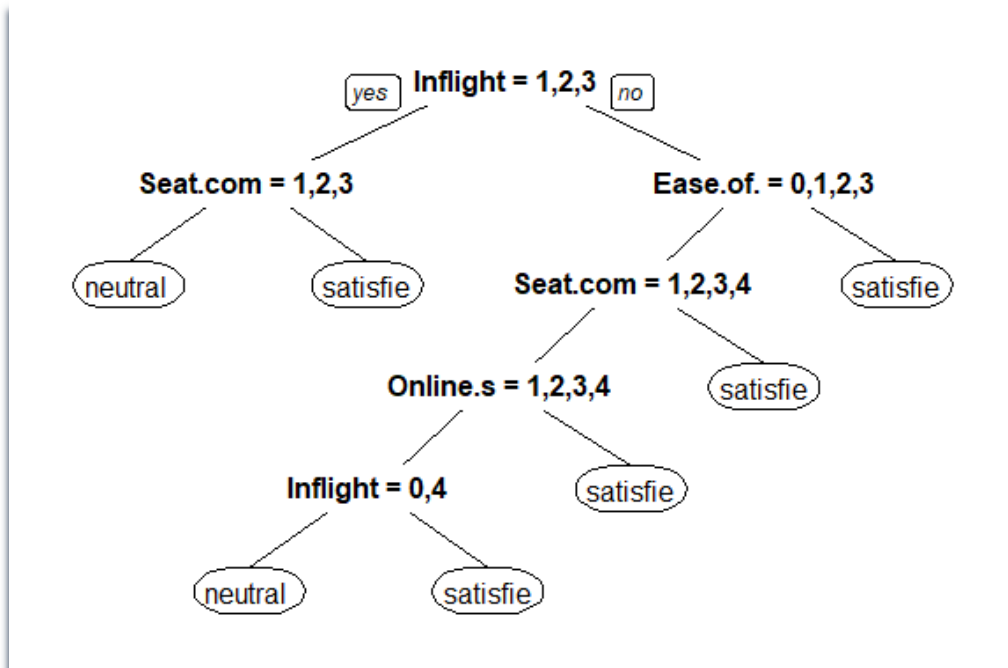 yes Inflight = 1,2,3 no
Seat.com = 1,2,3 Ease.of. = 0,1,2,3
neutral satisfie Seat.com = 1,2,3,4 satisfie
Online.s = 1,2,3,4 satisfie
Inflight = 0,4 satisfie
neutral satisfie